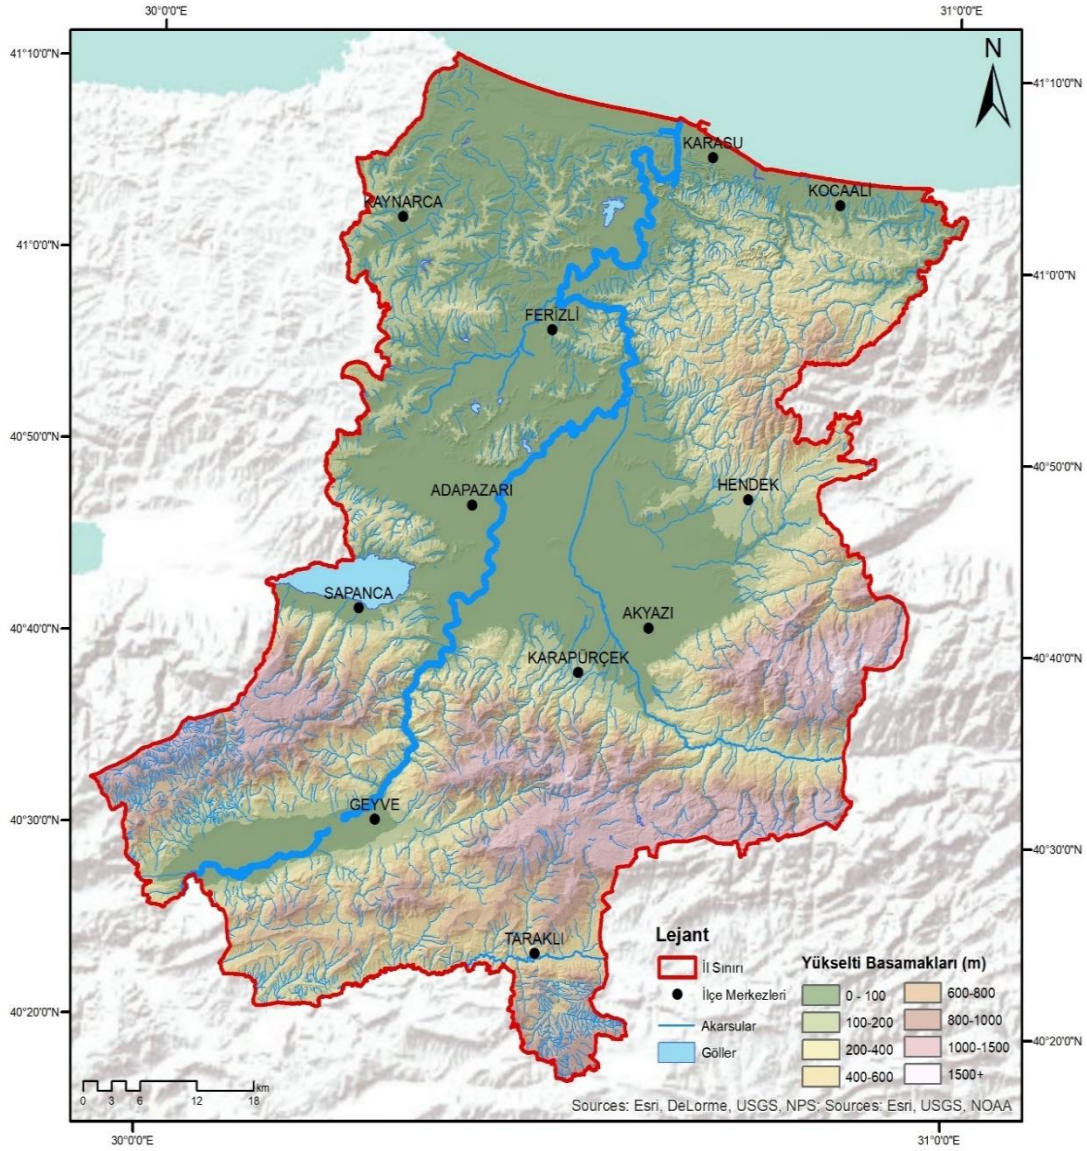 30°0'0"E
31°0'0"E
41°10'0"N
N
41°10'0"N
KARASU
KOCAALİ
KAYNARCA
41°0'0"N
41°0'0"N
FERİZLİ
40°50'0"N
40°50'0"N
HENDEK
ADAPAZARI
SAPANCA
AKYAZI
40°40'0"N
40°40'0"N
KARAPÜRÇEK
GEYVE
40°30'0"N
40°30'0"N
TARAKLI
Lejant
İl Sınırı
İlçe Merkezleri
Akarsular
Göller
Yükselti Basamakları (m)
0 - 100
100-200
200-400
400-600
600-800
800-1000
1000-1500
1500+
40°20'0"N
40°20'0"N
km
0 3 6 12 18
Sources: Esri, DeLorme, USGS, NPS; Sources: Esri, USGS, NOAA
30°0'0"E
31°0'0"E